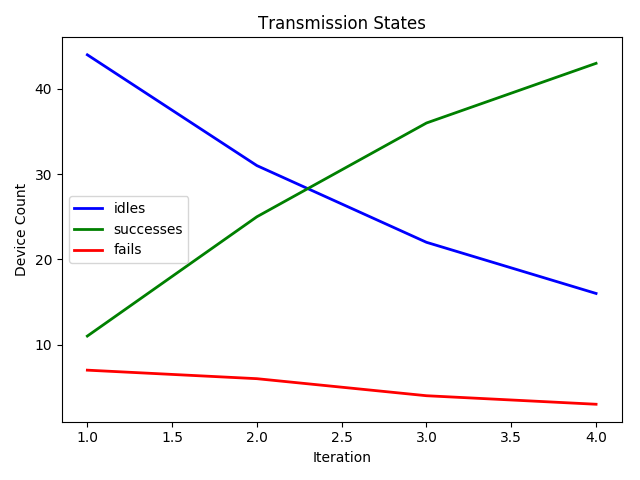 Transmission States
Device Count
40
30
20
10
idles
successes
fails
1.0 1.5 2.0 2.5 3.0 3.5 4.0
Iteration